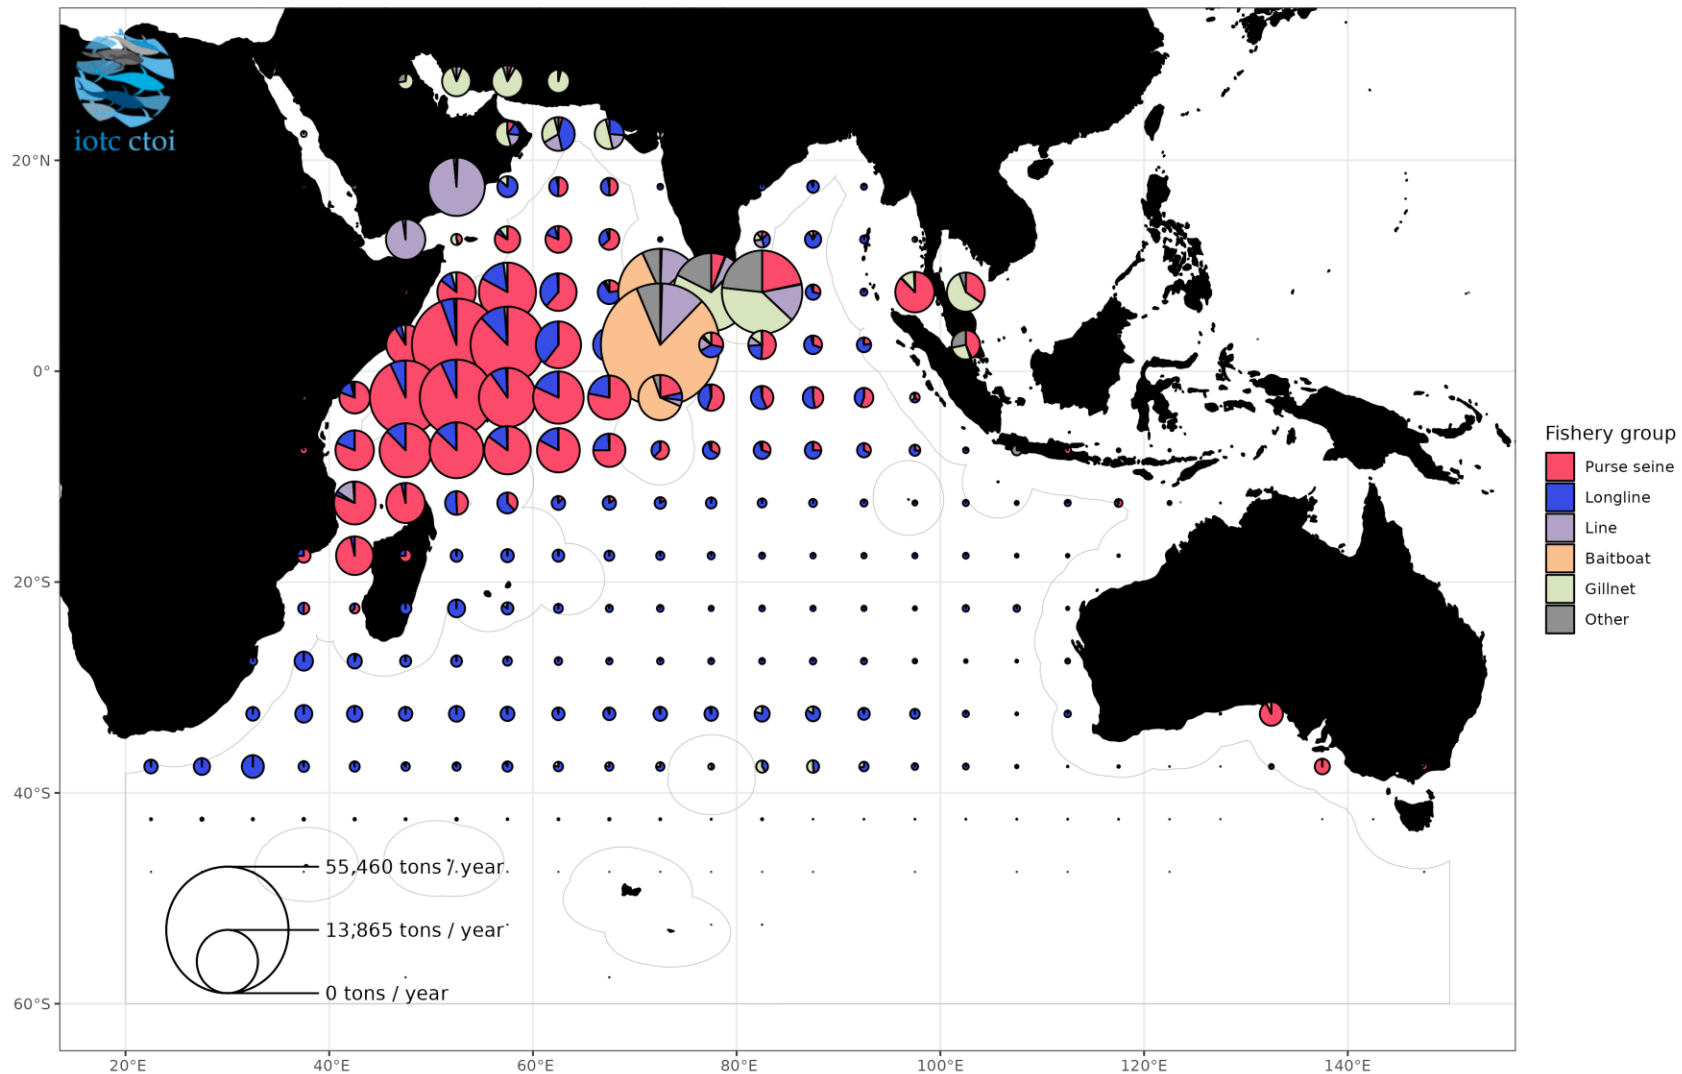 iotc ctoi
20°N
0°
20°S
40°S
60°S
20°E
40°E
60°E
80°E
100°E
120°E
140°E
55,460 tons / year
13,865 tons / year
0 tons / year
Fishery group
Purse seine
Longline
Line
Baitboat
Gillnet
Other